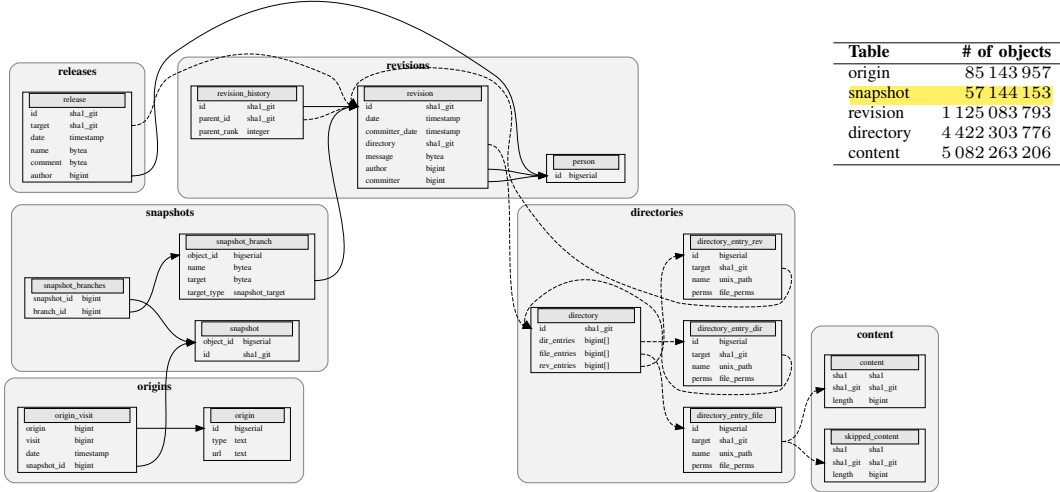 releases
release
id sha1_git
target sha1_git
date timestamp
name bytea
comment bytea
author bigint
revisions
revision_history
id sha1_git
parent_id sha1_git
parent_rank integer
revision
id sha1_git
date timestamp
committer_date timestamp
directory sha1_git
message bytea
author bigint
committer bigint
person
id bigserial
Table # of objects
origin 85 143 957
snapshot 57 144 153
revision 1 125 083 793
directory 4 422 303 776
content 5 082 263 206
snapshots
snapshot_branch
object_id bigserial
name bytea
target bytea
target_type snapshot_target
snapshot_branches
snapshot_id bigint
branch_id bigint
snapshot
object_id bigserial
id sha1_git
directories
directory_entry_rev
id bigserial
target sha1_git
name unix_path
perms file_perms
directory
id sha1_git
dir_entries bigint[]
file_entries bigint[]
rev_entries bigint[]
directory_entry_dir
id bigserial
target sha1_git
name unix_path
perms file_perms
directory_entry_file
id bigserial
target sha1_git
name unix_path
perms file_perms
content
content
sha1 sha1
sha1_git sha1_git
length bigint
skipped_content
sha1 sha1
sha1_git sha1_git
length bigint
origins
origin_visit
origin bigint
visit bigint
date timestamp
snapshot_id bigint
origin
id bigserial
type text
url text